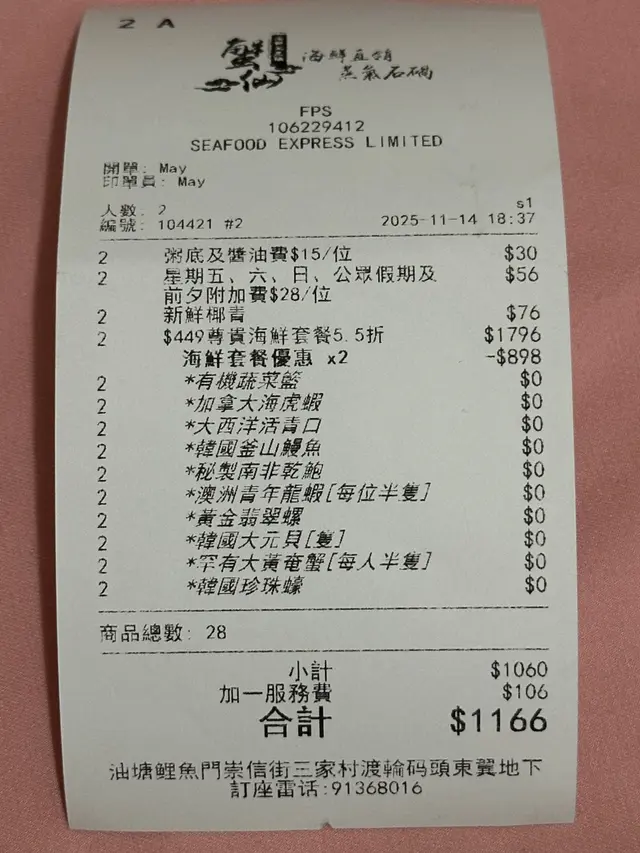 2 A
蟹仙 海鮮直銷
蒸氣石鍋
FPS
106229412
SEAFOOD EXPRESS LIMITED
開單: May
印單員: May
人數: 2 s1
編號: 104421 #2 2025-11-14 18:37
2 粥底及醬油費$15/位 $30
2 星期五、六、日、公眾假期及 $56
前夕附加費$28/位
2 新鮮椰青 $76
2 $449尊貴海鮮套餐5.5折 $1796
海鮮套餐優惠 x2 -$898
2 *有機蔬菜籃 $0
2 *加拿大海虎蝦 $0
2 *大西洋活青口 $0
2 *韓國釜山鰻魚 $0
2 *秘製南非乾鮑 $0
2 *澳洲青年龍蝦[每位半隻] $0
2 *黃金翡翠螺 $0
2 *韓國大元貝[隻] $0
2 *罕有大黃奄蟹[每人半隻] $0
2 *韓國珍珠蠔 $0
商品總數: 28
小計 $1060
加一服務費 $106
合計 $1166
油塘鯉魚門崇信街三家村渡輪码頭東翼地下
訂座雷话:91368016